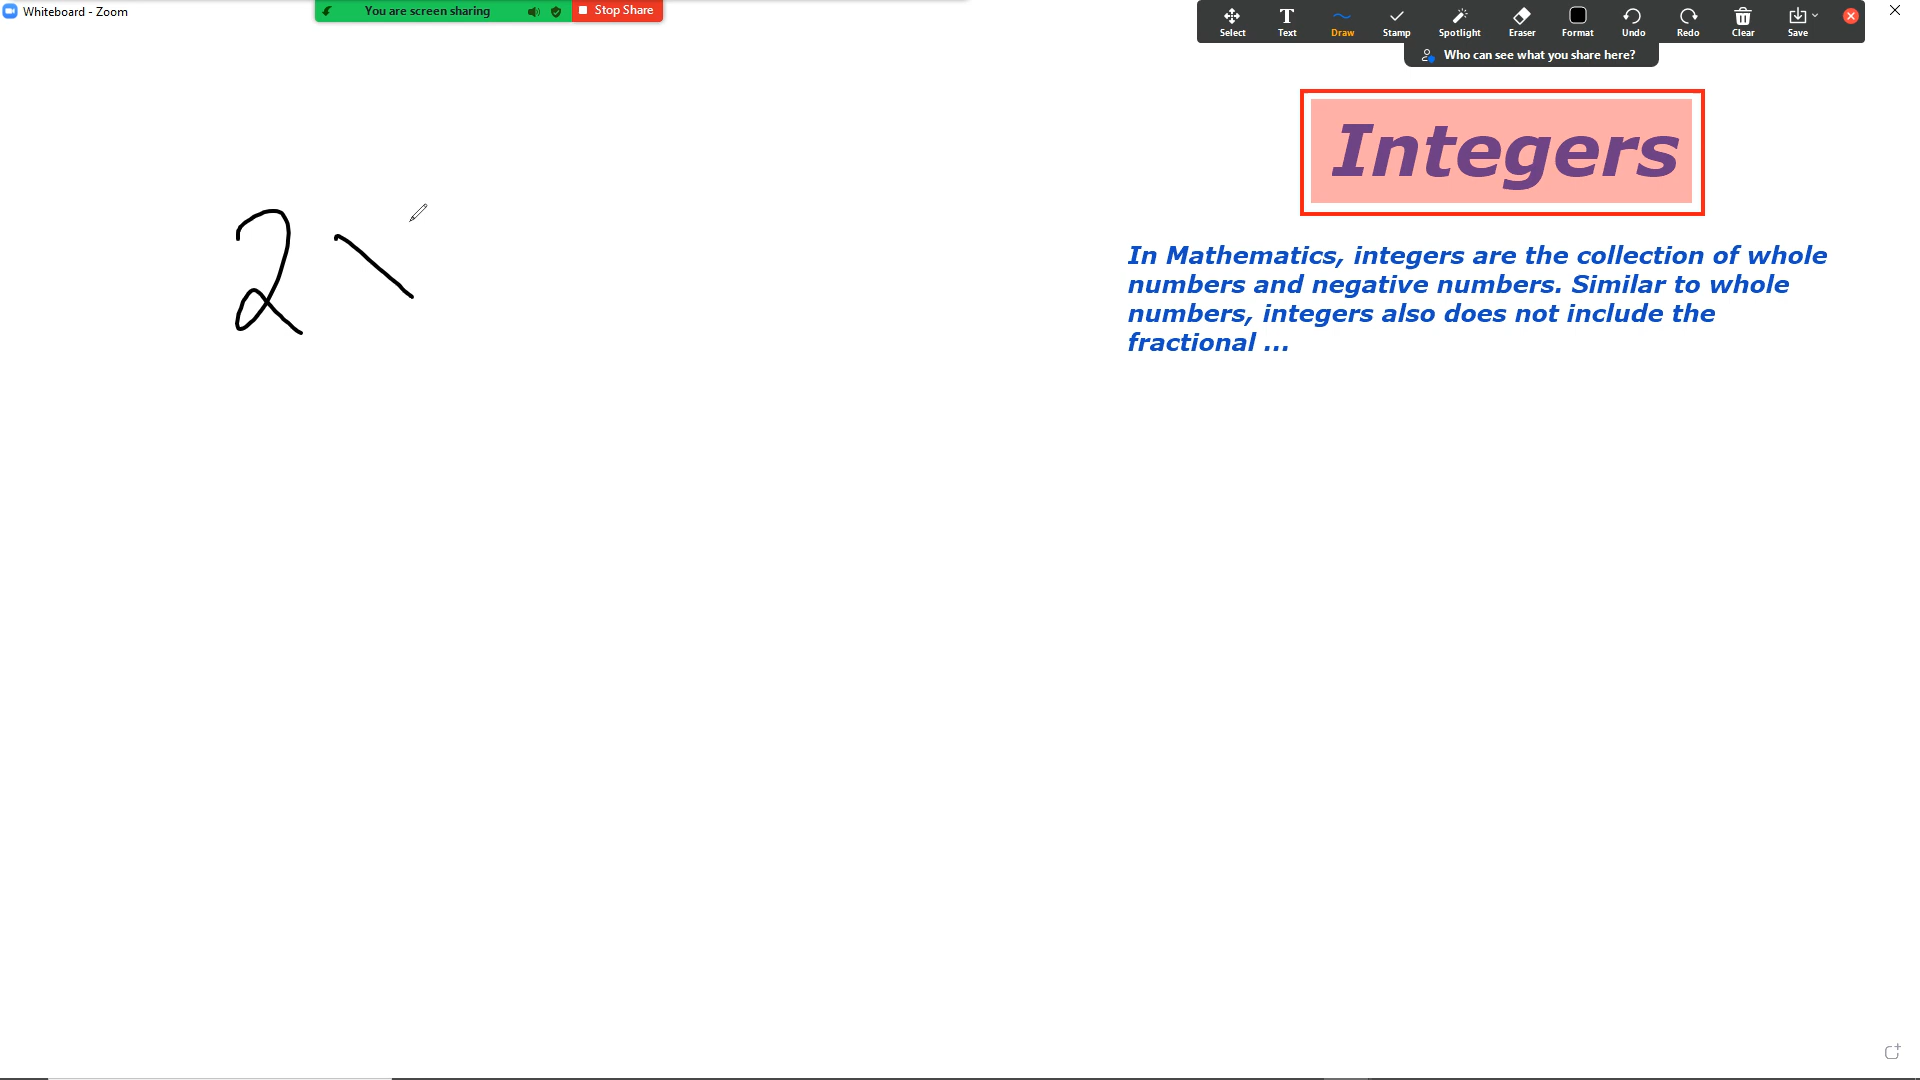 Whiteboard - Zoom
You are screen sharing
Stop Share
Select
Text
Draw
Stamp
Spotlight
Eraser
Format
Undo
Redo
Clear
Save
Who can see what you share here?
Integers
In Mathematics, integers are the collection of whole
numbers and negative numbers. Similar to whole
numbers, integers also does not include the
fractional ...
2